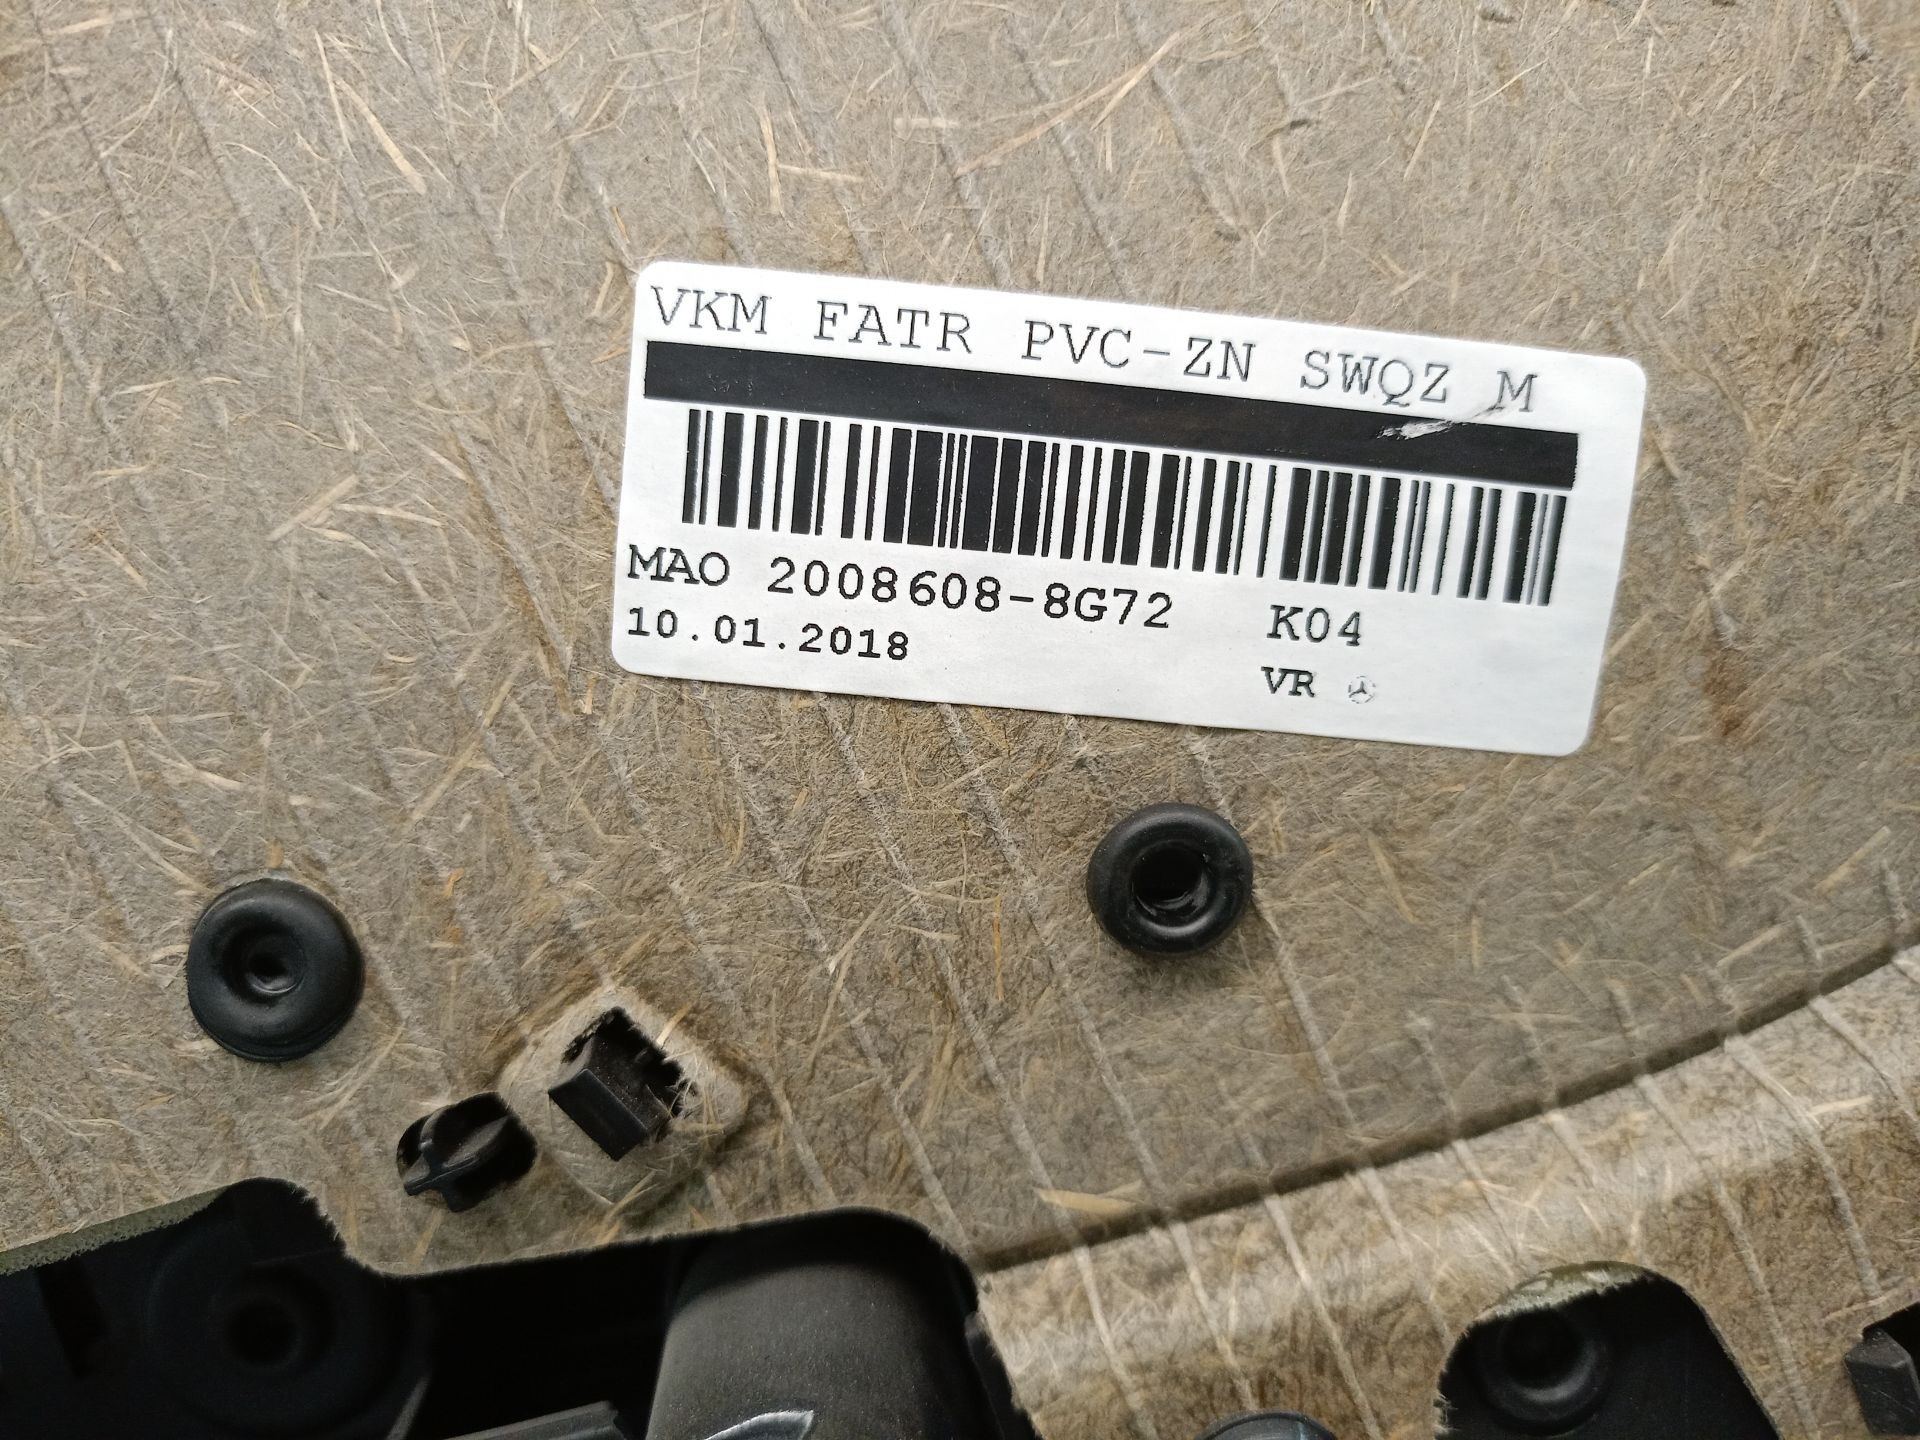 VKM FATR PVC-ZN SWQZ M
MAO 2008608-8G72 K04
10.01.2018 VR